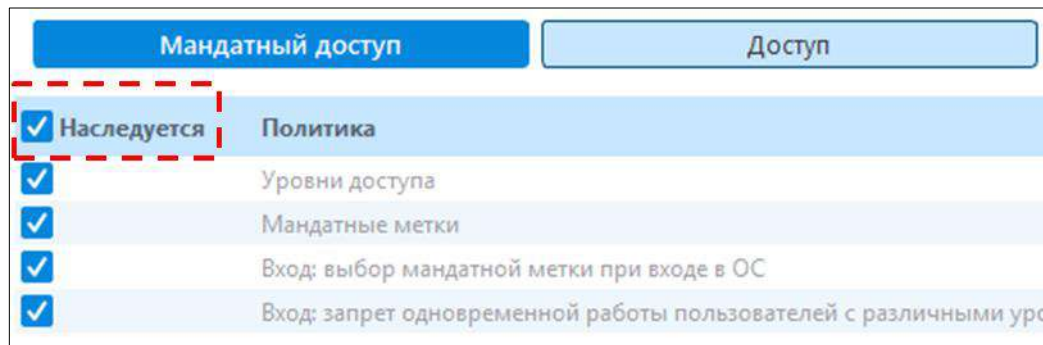 Мандатный доступ Доступ
Наследуется Политика
Уровни доступа
Мандатные метки
Вход: выбор мандатной метки при входе в ОС
Вход: запрет одновременной работы пользователей с различными